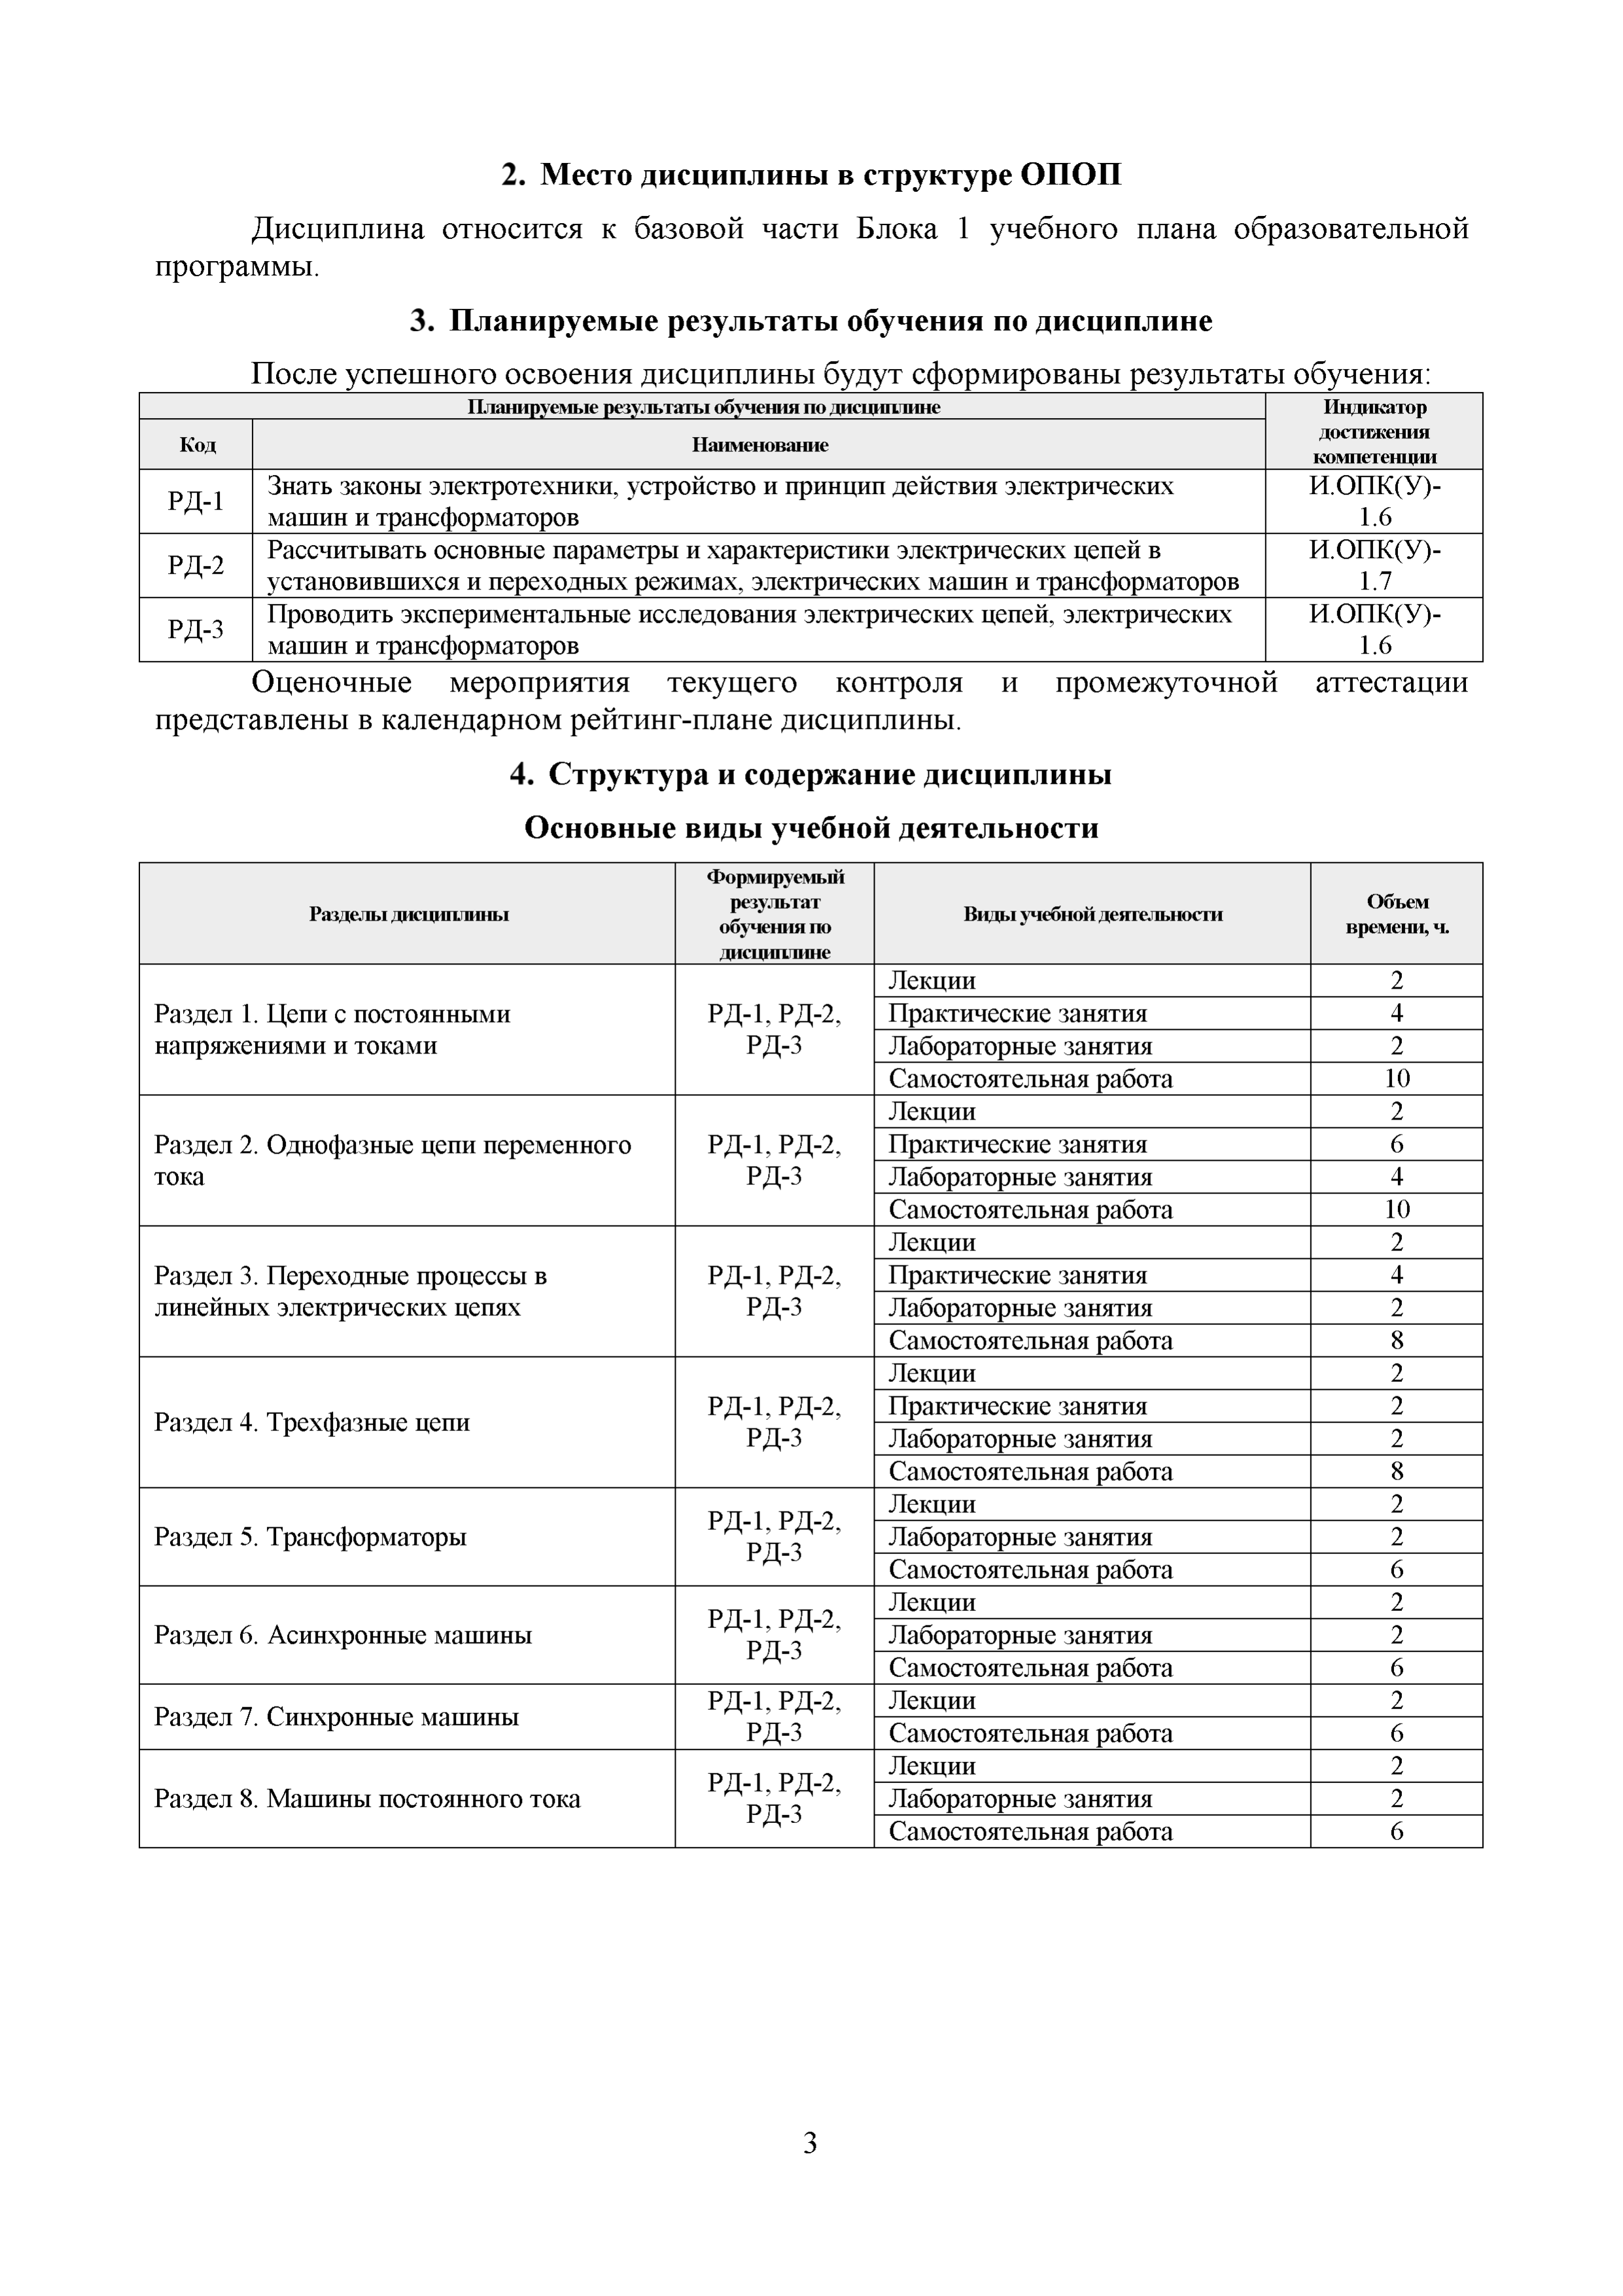 2. Место дисциплины в структуре ОПОП
Дисциплина относится к базовой части Блока 1 учебного плана образовательной
программы.
3. Планируемые результаты обучения по дисциплине
После успешного освоения дисциплины будут сформированы результаты обучения:
Планируемые результаты обучения по дисциплине
Индикатор
достижения
компетенции
Код
Наименование
РД-1
Знать законы электротехники, устройство и принцип действия электрических
машин и трансформаторов
И.ОПК(У)-
1.6
РД-2
Рассчитывать основные параметры и характеристики электрических цепей в
установившихся и переходных режимах, электрических машин и трансформаторов
И.ОПК(У)-
1.7
РД-3
Проводить экспериментальные исследования электрических цепей, электрических
машин и трансформаторов
И.ОПК(У)-
1.6
Оценочные мероприятия текущего контроля и промежуточной аттестации
представлены в календарном рейтинг-плане дисциплины.
4. Структура и содержание дисциплины
Основные виды учебной деятельности
Разделы дисциплины
Формируемый
результат
обучения по
дисциплине
Виды учебной деятельности
Объем
времени, ч.
Раздел 1. Цепи с постоянными
напряжениями и токами
РД-1, РД-2,
РД-3
Лекции 2
Практические занятия 4
Лабораторные занятия 2
Самостоятельная работа 10
Раздел 2. Однофазные цепи переменного
тока
РД-1, РД-2,
РД-3
Лекции 2
Практические занятия 6
Лабораторные занятия 4
Самостоятельная работа 10
Раздел 3. Переходные процессы в
линейных электрических цепях
РД-1, РД-2,
РД-3
Лекции 2
Практические занятия 4
Лабораторные занятия 2
Самостоятельная работа 8
Раздел 4. Трехфазные цепи
РД-1, РД-2,
РД-3
Лекции 2
Практические занятия 2
Лабораторные занятия 2
Самостоятельная работа 8
Раздел 5. Трансформаторы
РД-1, РД-2,
РД-3
Лекции 2
Лабораторные занятия 2
Самостоятельная работа 6
Раздел 6. Асинхронные машины
РД-1, РД-2,
РД-3
Лекции 2
Лабораторные занятия 2
Самостоятельная работа 6
Раздел 7. Синхронные машины
РД-1, РД-2,
РД-3
Лекции 2
Самостоятельная работа 6
Раздел 8. Машины постоянного тока
РД-1, РД-2,
РД-3
Лекции 2
Лабораторные занятия 2
Самостоятельная работа 6
3